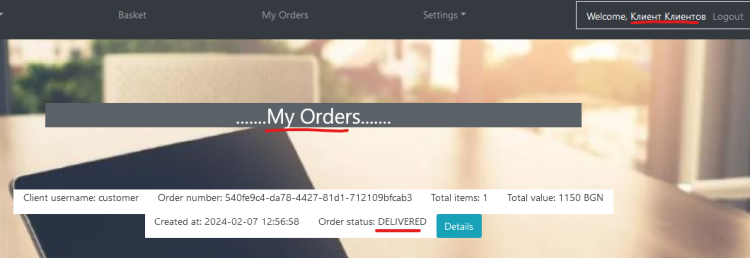 Basket My Orders Settings Welcome, Клиент Клиентов Logout
.......My Orders.......
Client username: customer Order number: 540fe9c4-da78-4427-81d1-712109bfcab3 Total items: 1 Total value: 1150 BGN
Created at: 2024-02-07 12:56:58 Order status: DELIVERED Details